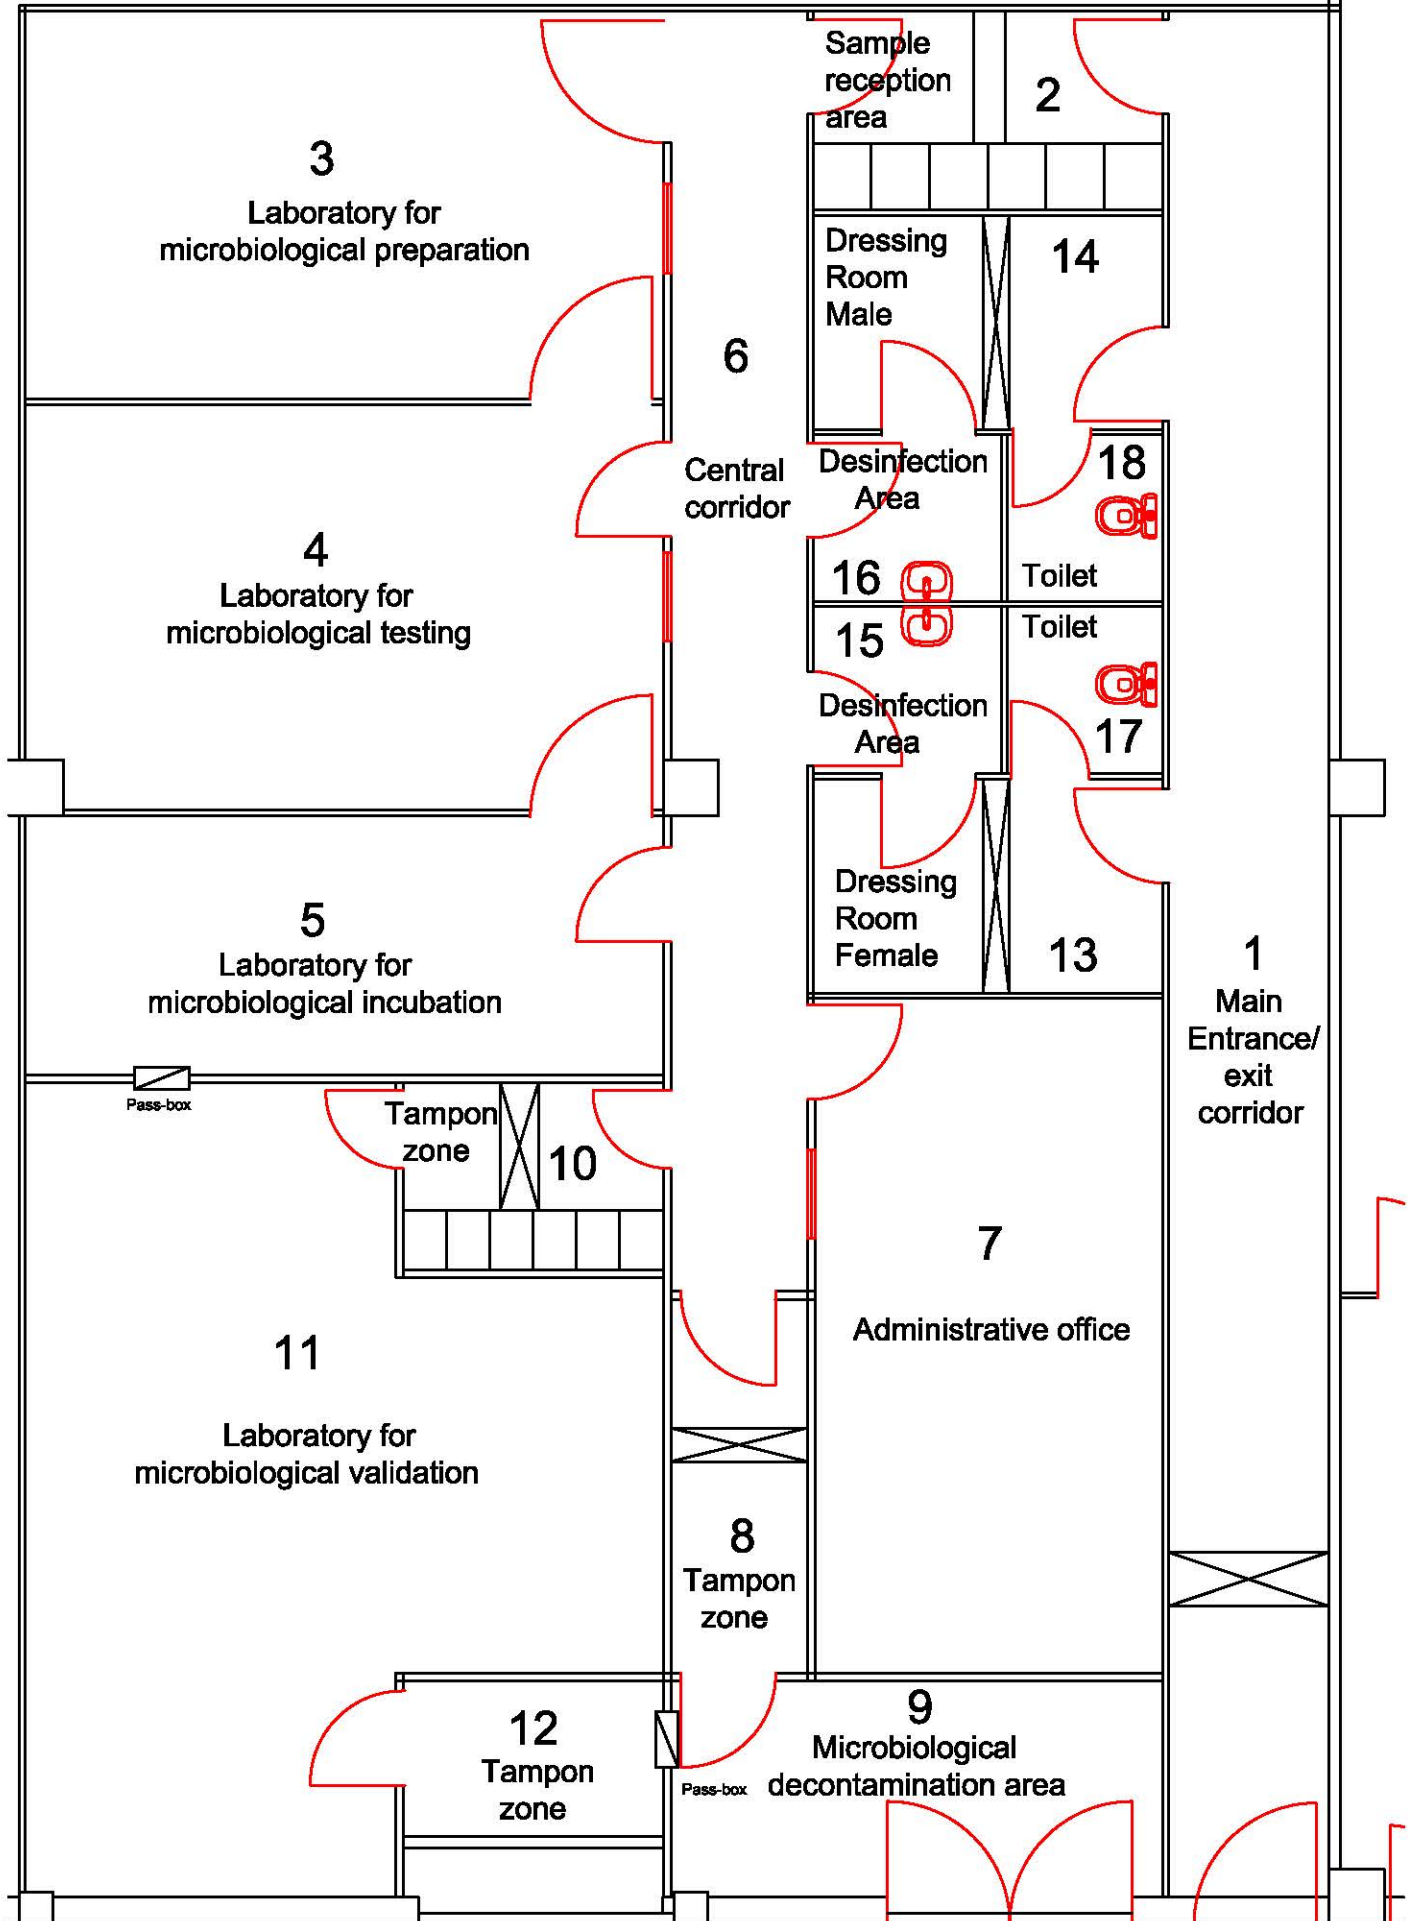 Sample
reception
area
2
3
Laboratory for
microbiological preparation
Dressing
Room
Male
14
6
Central
corridor
Desinfection
Area
18
16
Toilet
4
Laboratory for
microbiological testing
15
Toilet
Desinfection
Area
17
Dressing
Room
Female
13
5
Laboratory for
microbiological incubation
1
Main
Entrance/
exit
corridor
Pass-box
Tampon
zone
10
7
Administrative office
11
Laboratory for
microbiological validation
8
Tampon
zone
12
Tampon
zone
9
Microbiological
decontamination area
Pass-box